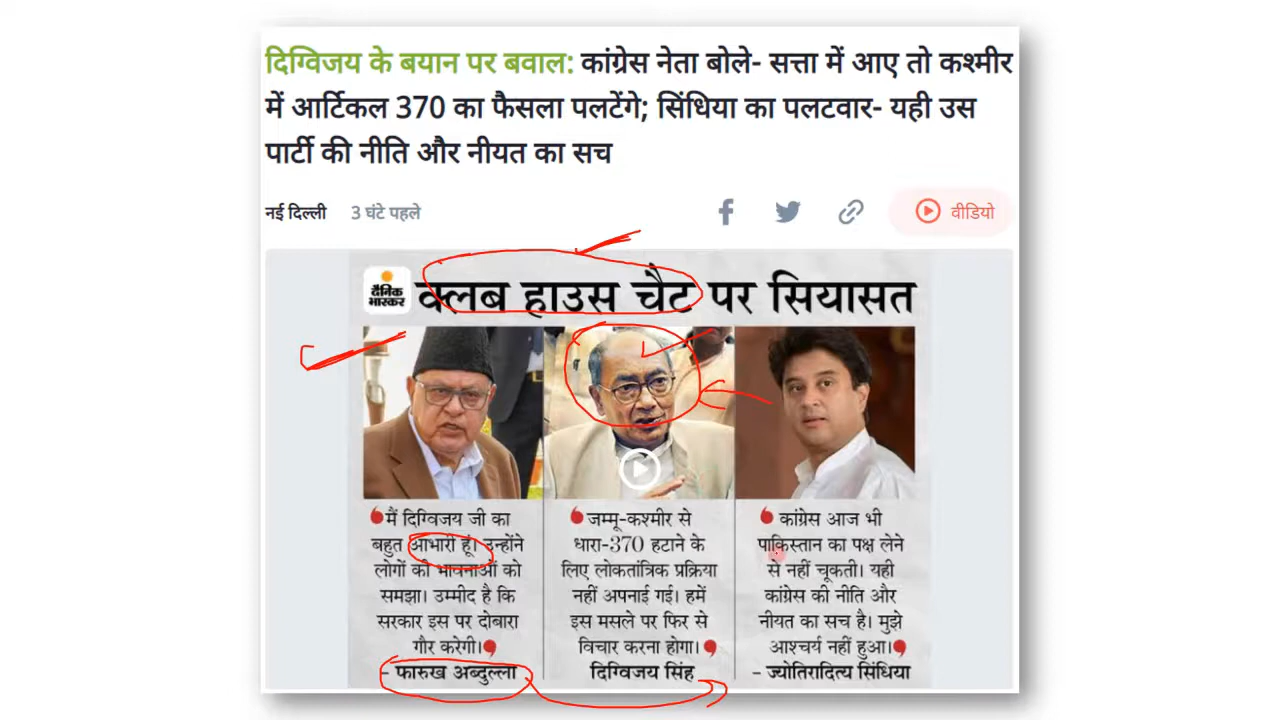 दिग्विजय के बयान पर बवाल: कांग्रेस नेता बोले- सत्ता में आए तो कश्मीर
में आर्टिकल 370 का फैसला पलटेंगे; सिंधिया का पलटवार- यही उस
पार्टी की नीति और नीयत का सच
नई दिल्ली 3 घंटे पहले
वीडियो
दैनिक
भास्कर
क्लब हाउस चैट पर सियासत
मैं दिग्विजय जी का
बहुत आभारी हूं। उन्होंने
लोगों की भावनाओं को
समझा। उम्मीद है कि
सरकार इस पर दोबारा
गौर करेगी।
- फारुख अब्दुल्ला
जम्मू-कश्मीर से
धारा-370 हटाने के
लिए लोकतांत्रिक प्रक्रिया
नहीं अपनाई गई। हमें
इस मसले पर फिर से
विचार करना होगा।
दिग्विजय सिंह
कांग्रेस आज भी
पाकिस्तान का पक्ष लेने
से नहीं चूकती। यही
कांग्रेस की नीति और
नीयत का सच है। मुझे
आश्चर्य नहीं हुआ।
- ज्योतिरादित्य सिंधिया